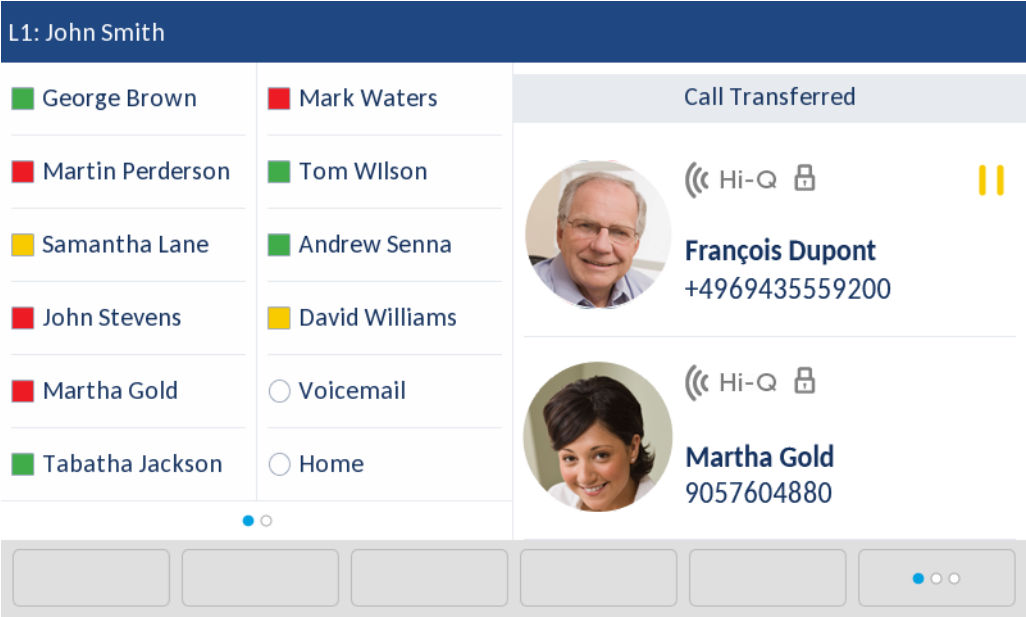 L1: John Smith
George Brown
Martin Perderson
Samantha Lane
John Stevens
Martha Gold
Tabatha Jackson
Mark Waters
Tom WIlson
Andrew Senna
David Williams
Voicemail
Home
Call Transferred
Hi-Q
François Dupont
+4969435559200
Hi-Q
Martha Gold
9057604880